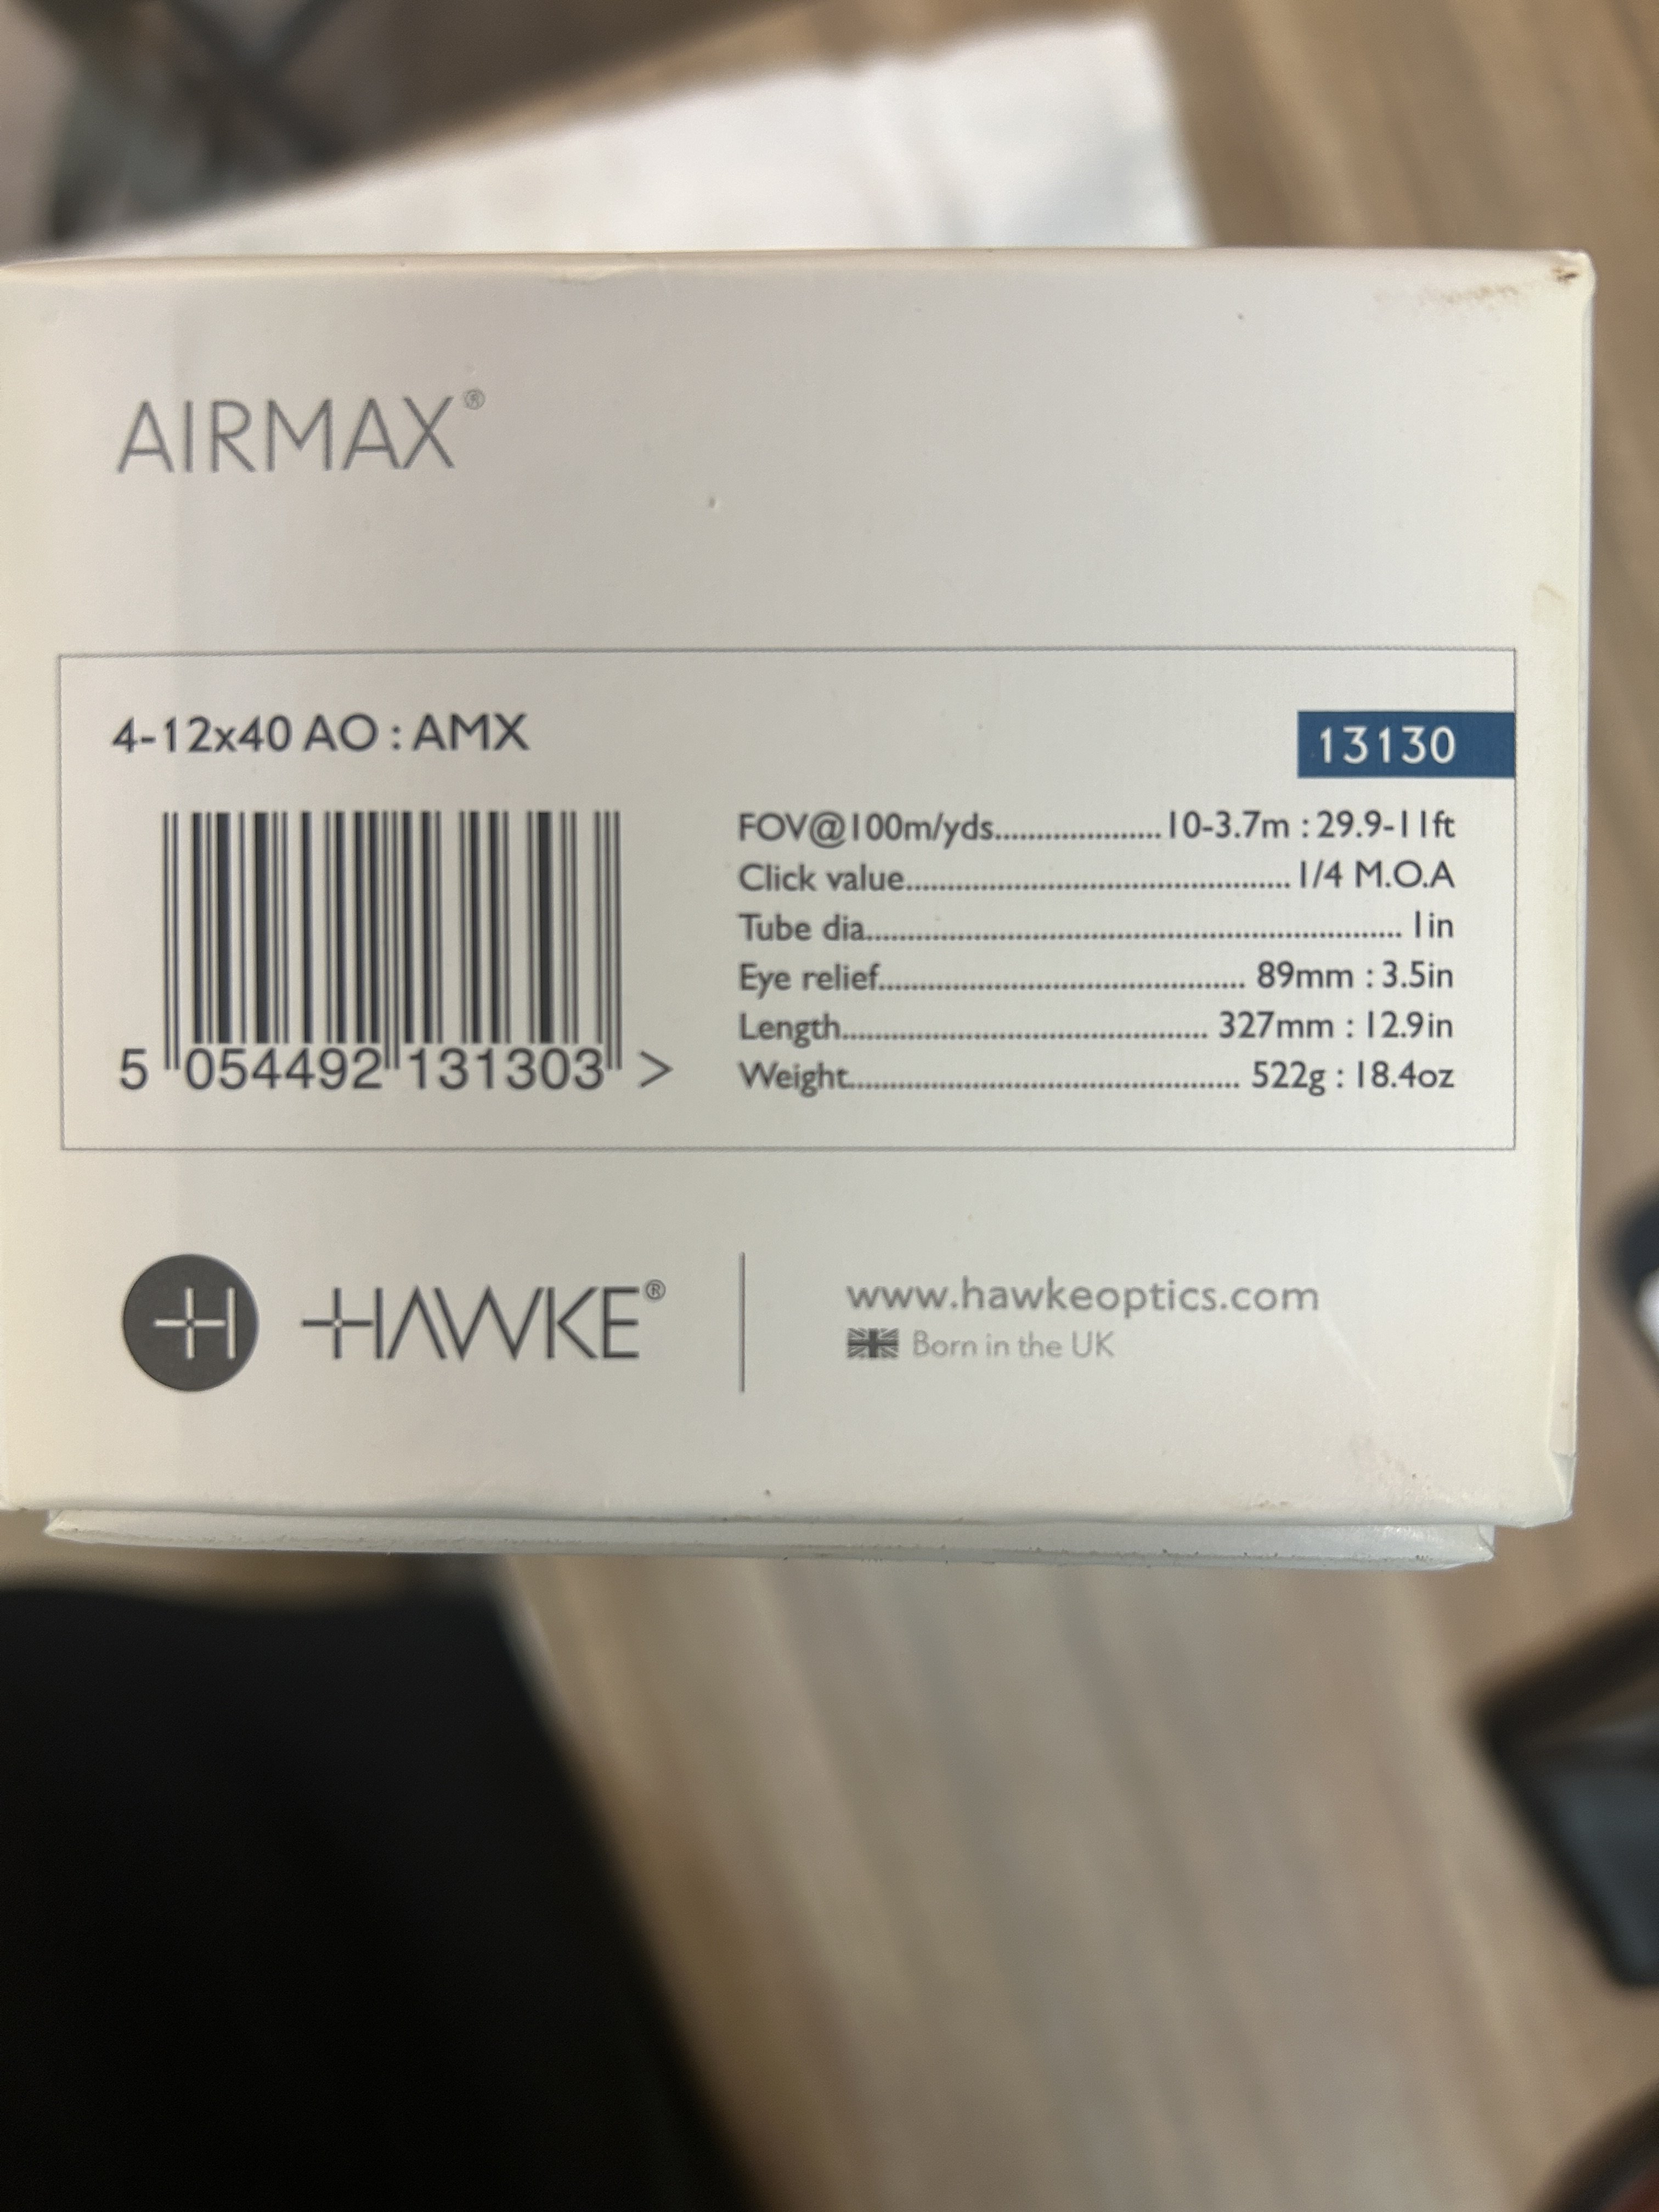 AIRMAX®
4-12x40 AO : AMX
13130
FOV@100m/yds....................10-3.7m : 29.9-11ft
Click value.............................................. 1/4 M.O.A
Tube dia................................................................ 1in
Eye relief............................................ 89mm : 3.5in
Length............................................ 327mm : 12.9in
Weight............................................... 522g : 18.4oz
5 054492 131303 >
HAWKE®
www.hawkeoptics.com
Born in the UK